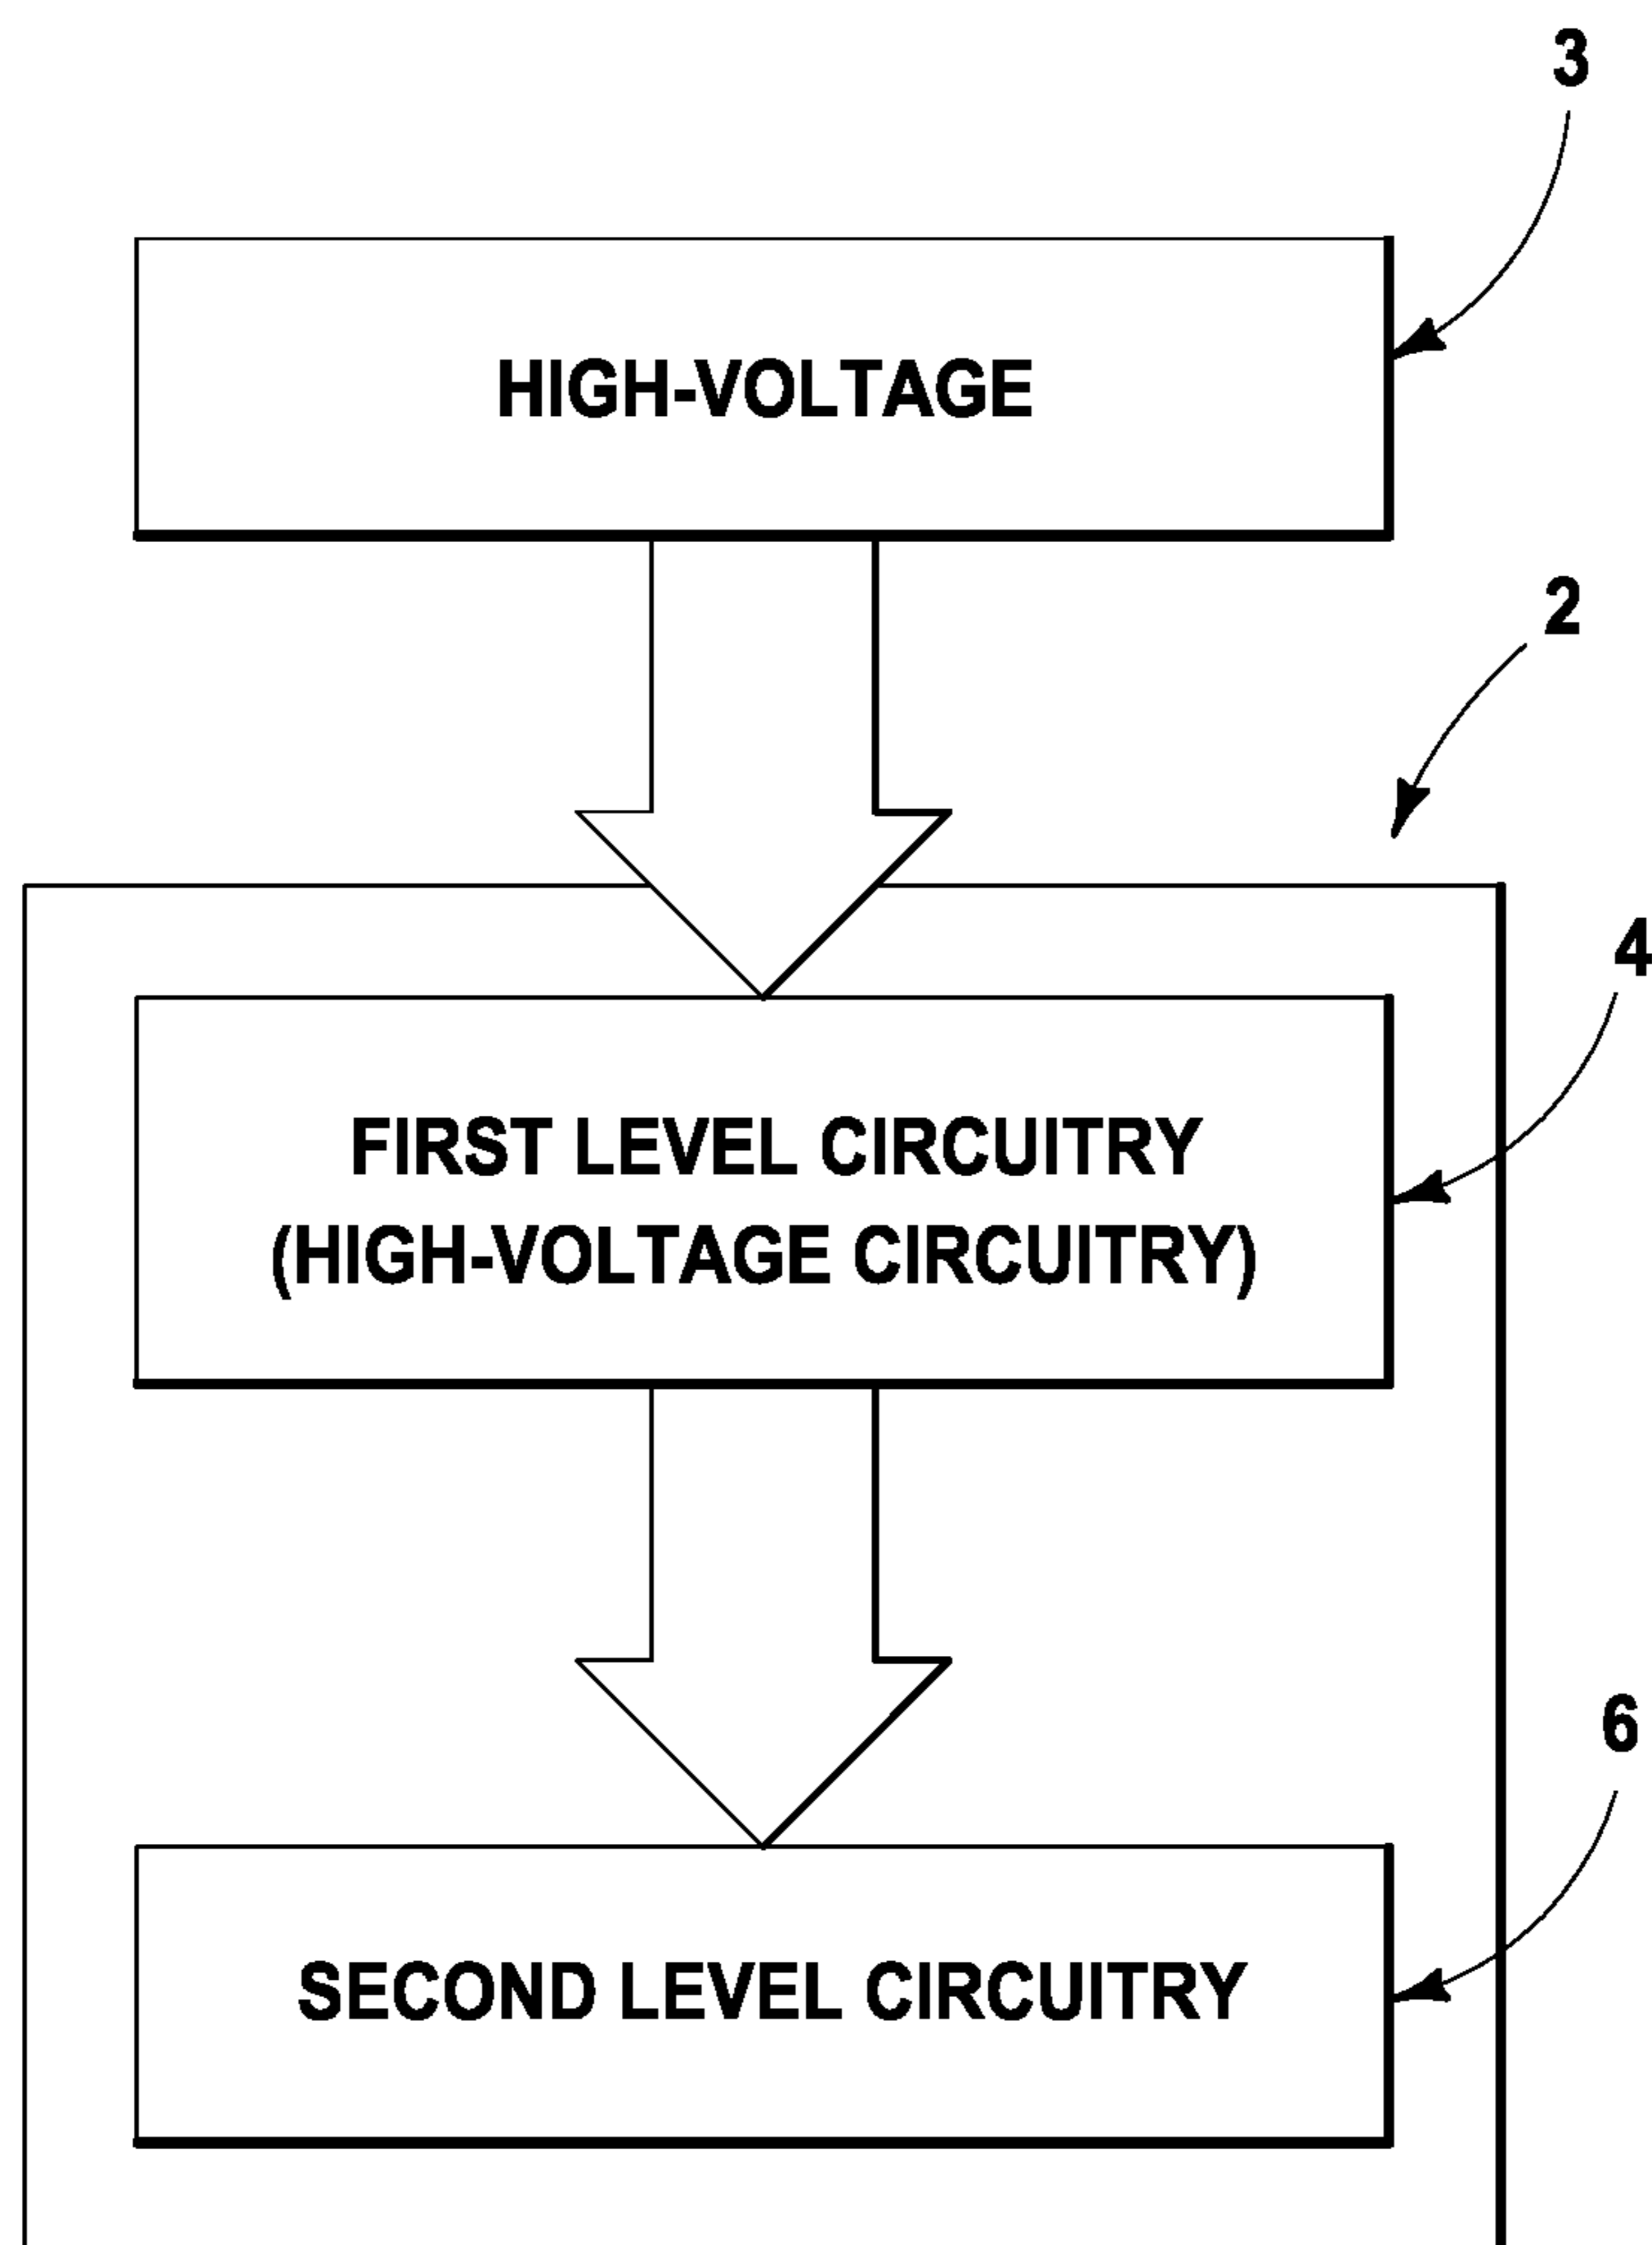 3
HIGH-VOLTAGE
2
4
FIRST LEVEL CIRCUITRY
(HIGH-VOLTAGE CIRCUITRY)
6
SECOND LEVEL CIRCUITRY